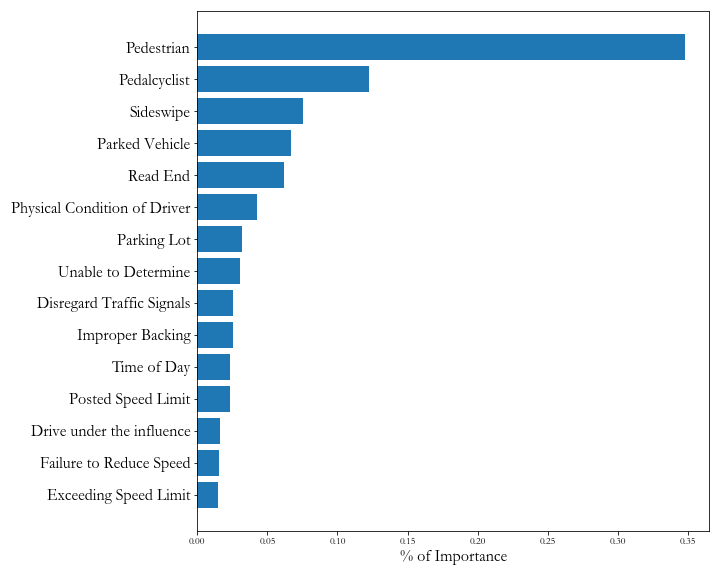 Pedestrian
Pedalcyclist
Sideswipe
Parked Vehicle
Read End
Physical Condition of Driver
Parking Lot
Unable to Determine
Disregard Traffic Signals
Improper Backing
Time of Day
Posted Speed Limit
Drive under the influence
Failure to Reduce Speed
Exceeding Speed Limit
0.00 0.05 0.10 0.15 0.20 0.25 0.30 0.35
% of Importance